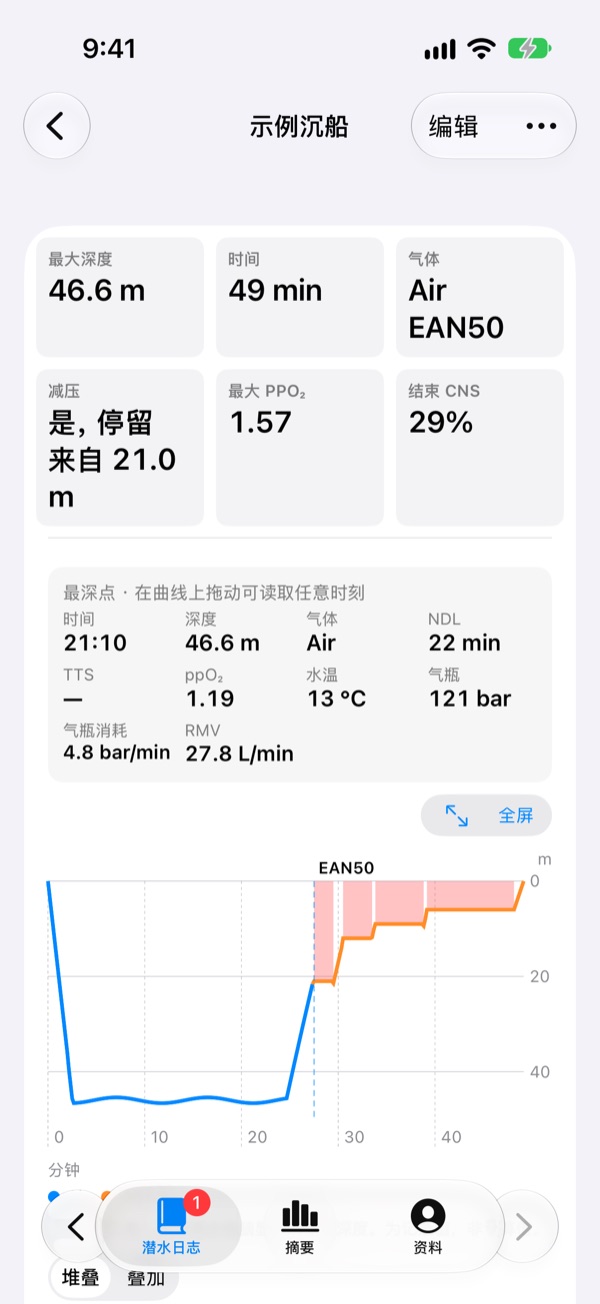 9:41
示例沉船
编辑
最大深度
46.6 m
时间
49 min
气体
Air
EAN50
减压
是，停留
来自 21.0
m
最大 PPO₂
1.57
结束 CNS
29%
最深点 · 在曲线上拖动可读取任意时刻
时间
21:10
深度
46.6 m
气体
Air
NDL
22 min
TTS
—
ppO₂
1.19
水温
13 °C
气瓶
121 bar
气瓶消耗
4.8 bar/min
RMV
27.8 L/min
全屏
EAN50
m
0
20
40
0 10 20 30 40
分钟
1
潜水日志
摘要
资料
堆叠
叠加